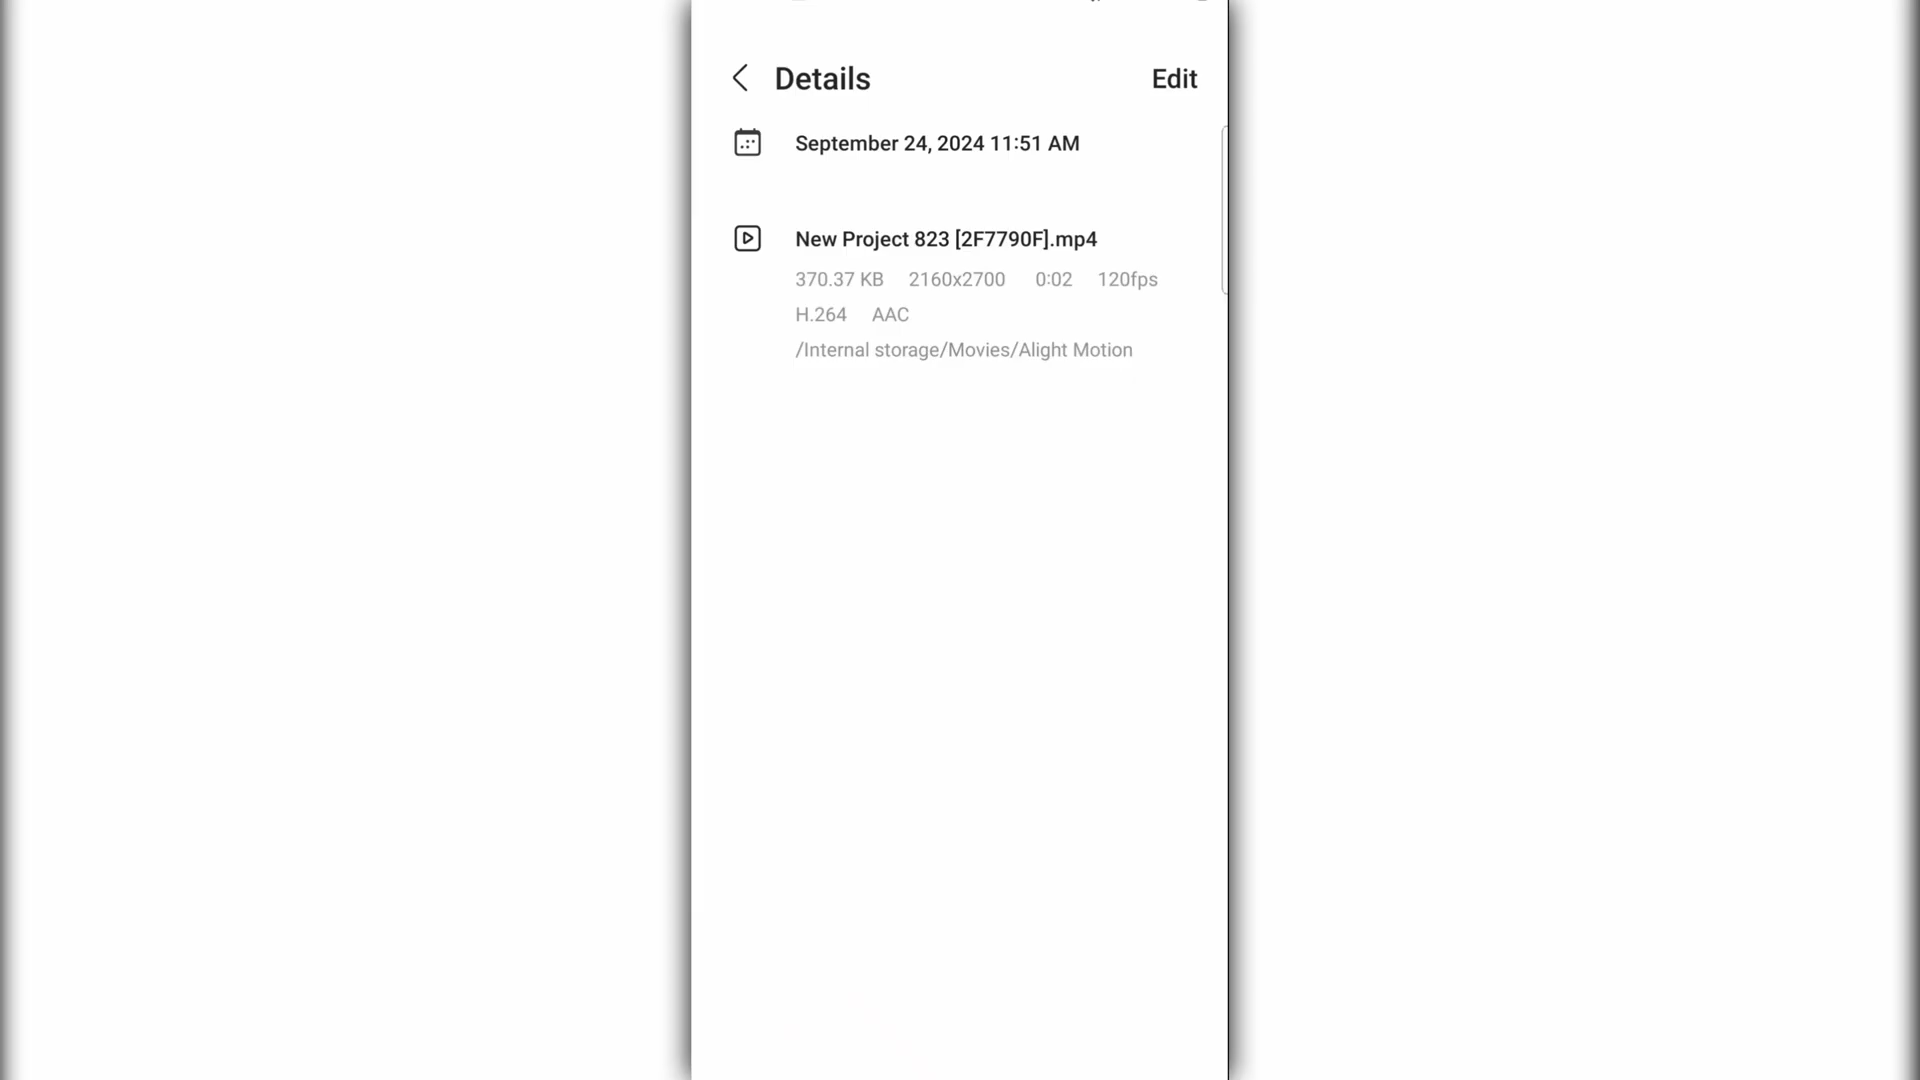 Details Edit
September 24, 2024 11:51 AM
New Project 823 [2F7790F].mp4
370.37 KB 2160x2700 0:02 120fps
H.264 AAC
/Internal storage/Movies/Alight Motion